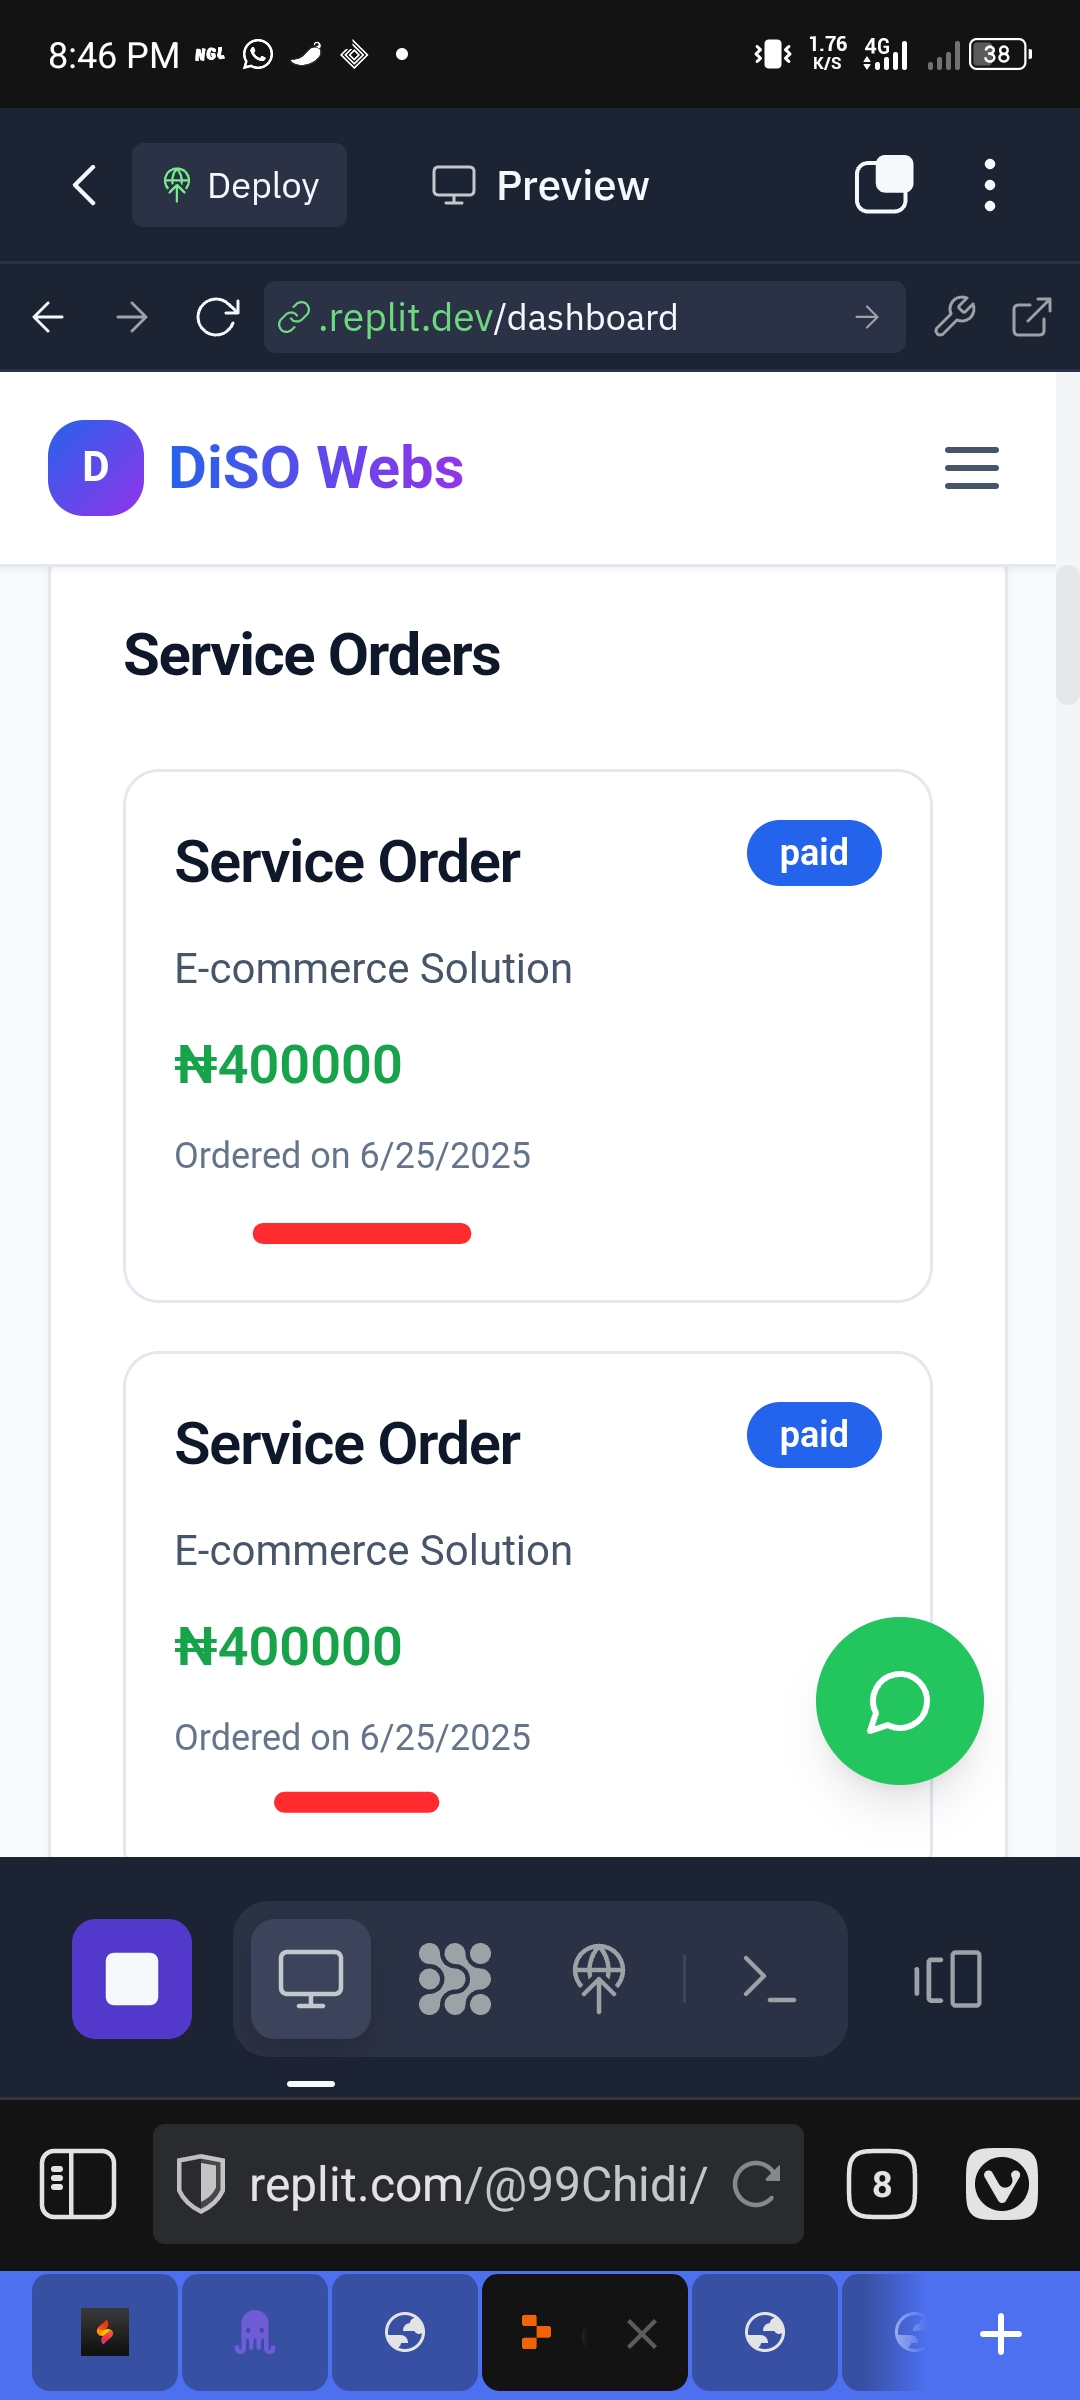 8:46 PM NGL 1.76 K/S 4G 38
Deploy Preview
.replit.dev/dashboard
D DiSO Webs
Service Orders
Service Order paid
E-commerce Solution
₦400000
Ordered on 6/25/2025
Service Order paid
E-commerce Solution
₦400000
Ordered on 6/25/2025
replit.com/@99Chidi/ 8